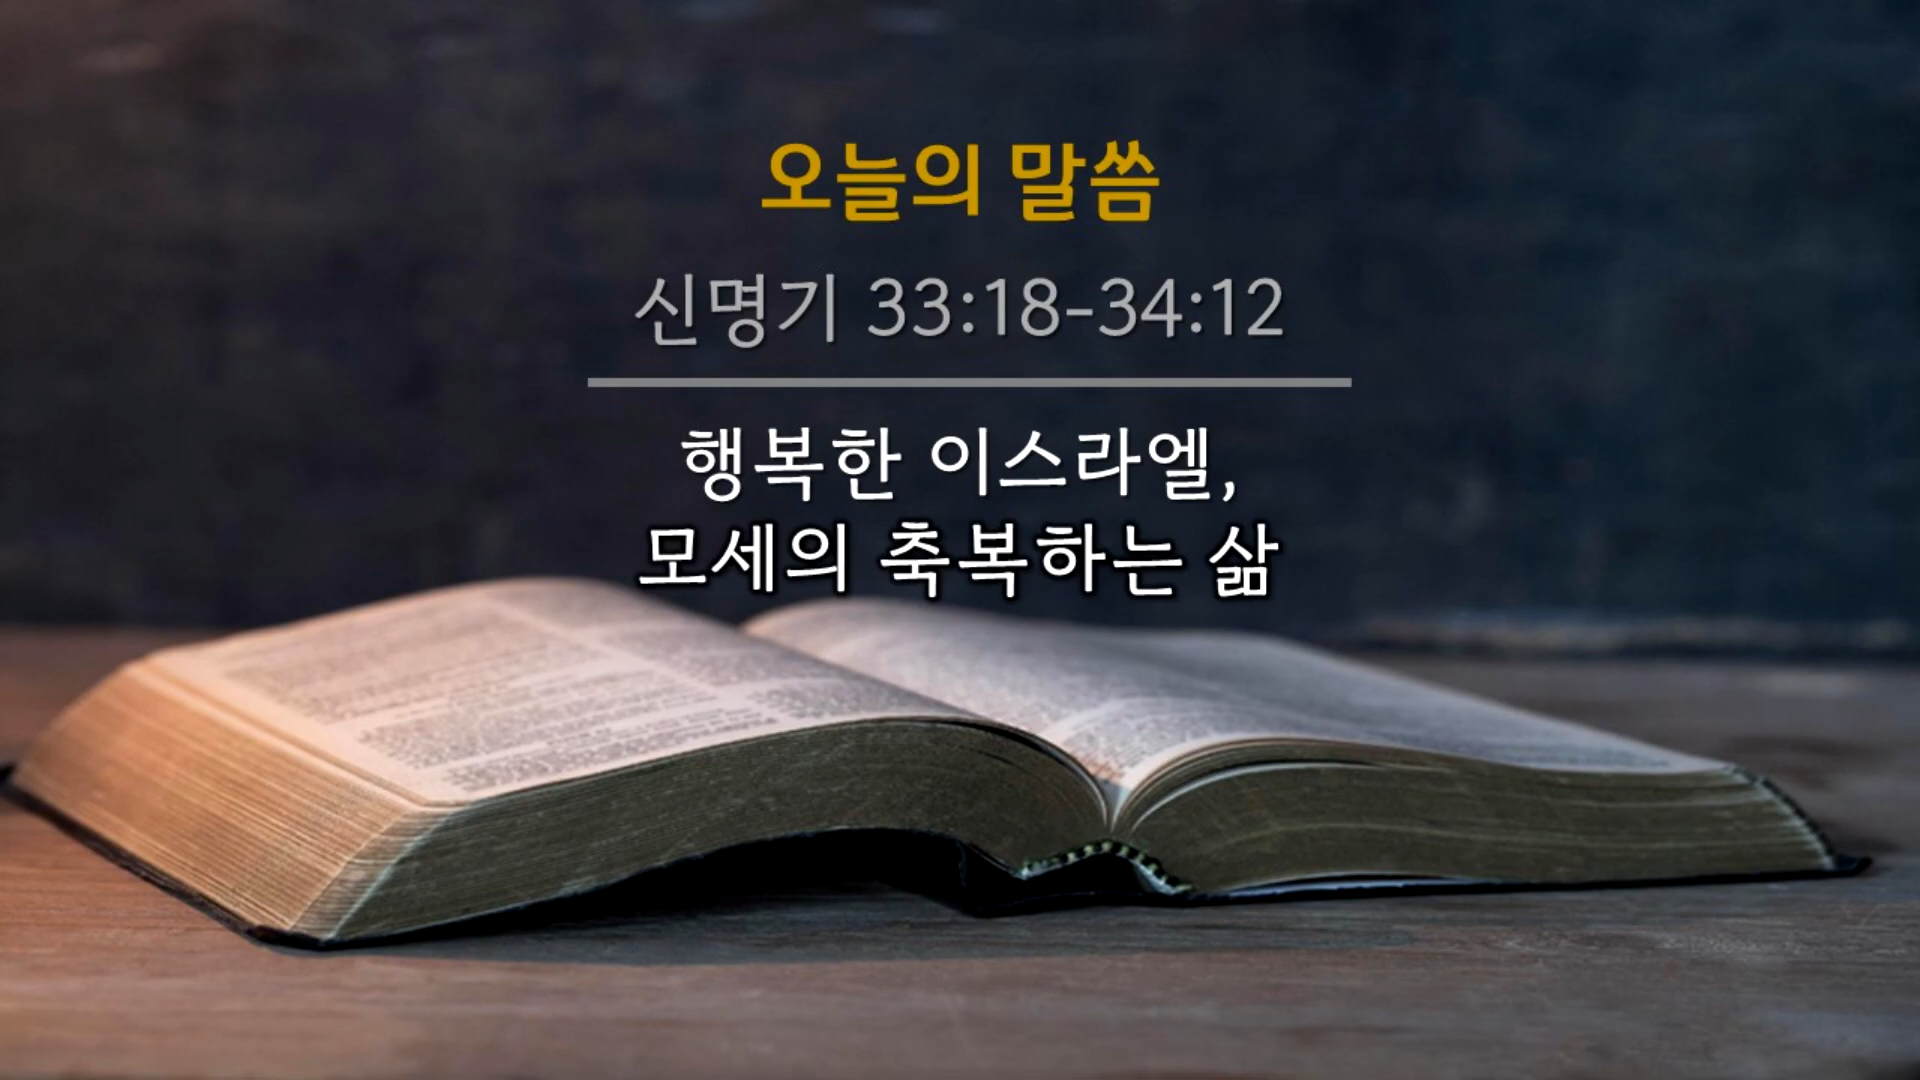 오늘의 말씀
신명기 33:18-34:12
행복한 이스라엘,
모세의 축복하는 삶